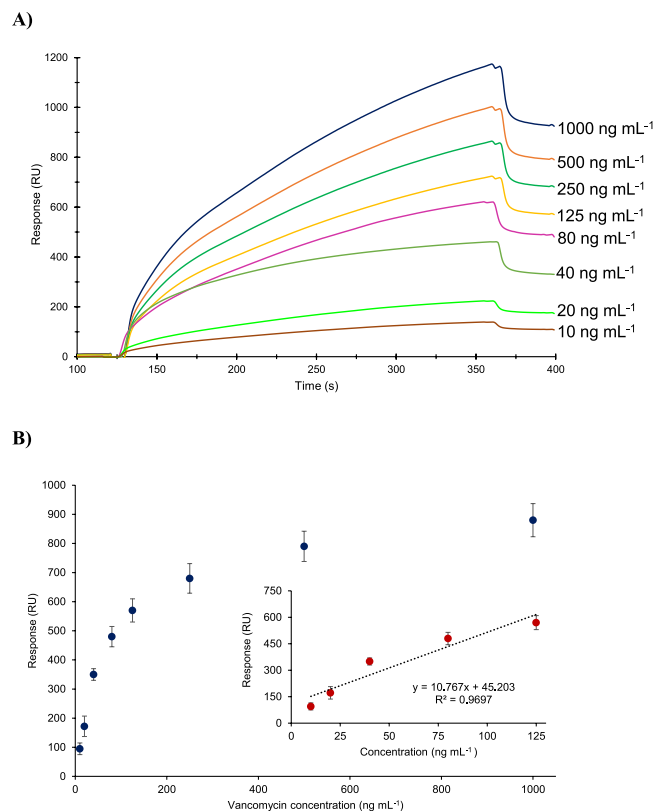 A)
1200
1000
800
600
400
200
0
Response (RU)
100
150
200
250
300
350
400
Time (s)
1000 ng mL⁻¹
500 ng mL⁻¹
250 ng mL⁻¹
125 ng mL⁻¹
80 ng mL⁻¹
40 ng mL⁻¹
20 ng mL⁻¹
10 ng mL⁻¹
B)
1000
900
800
700
600
500
400
300
200
100
0
Response (RU)
0
200
400
600
800
1000
Vancomycin concentration (ng mL⁻¹)
750
600
450
300
150
0
Response (RU)
0
25
50
75
100
125
Concentration (ng mL⁻¹)
y = 10.767x + 45.203
R² = 0.9697